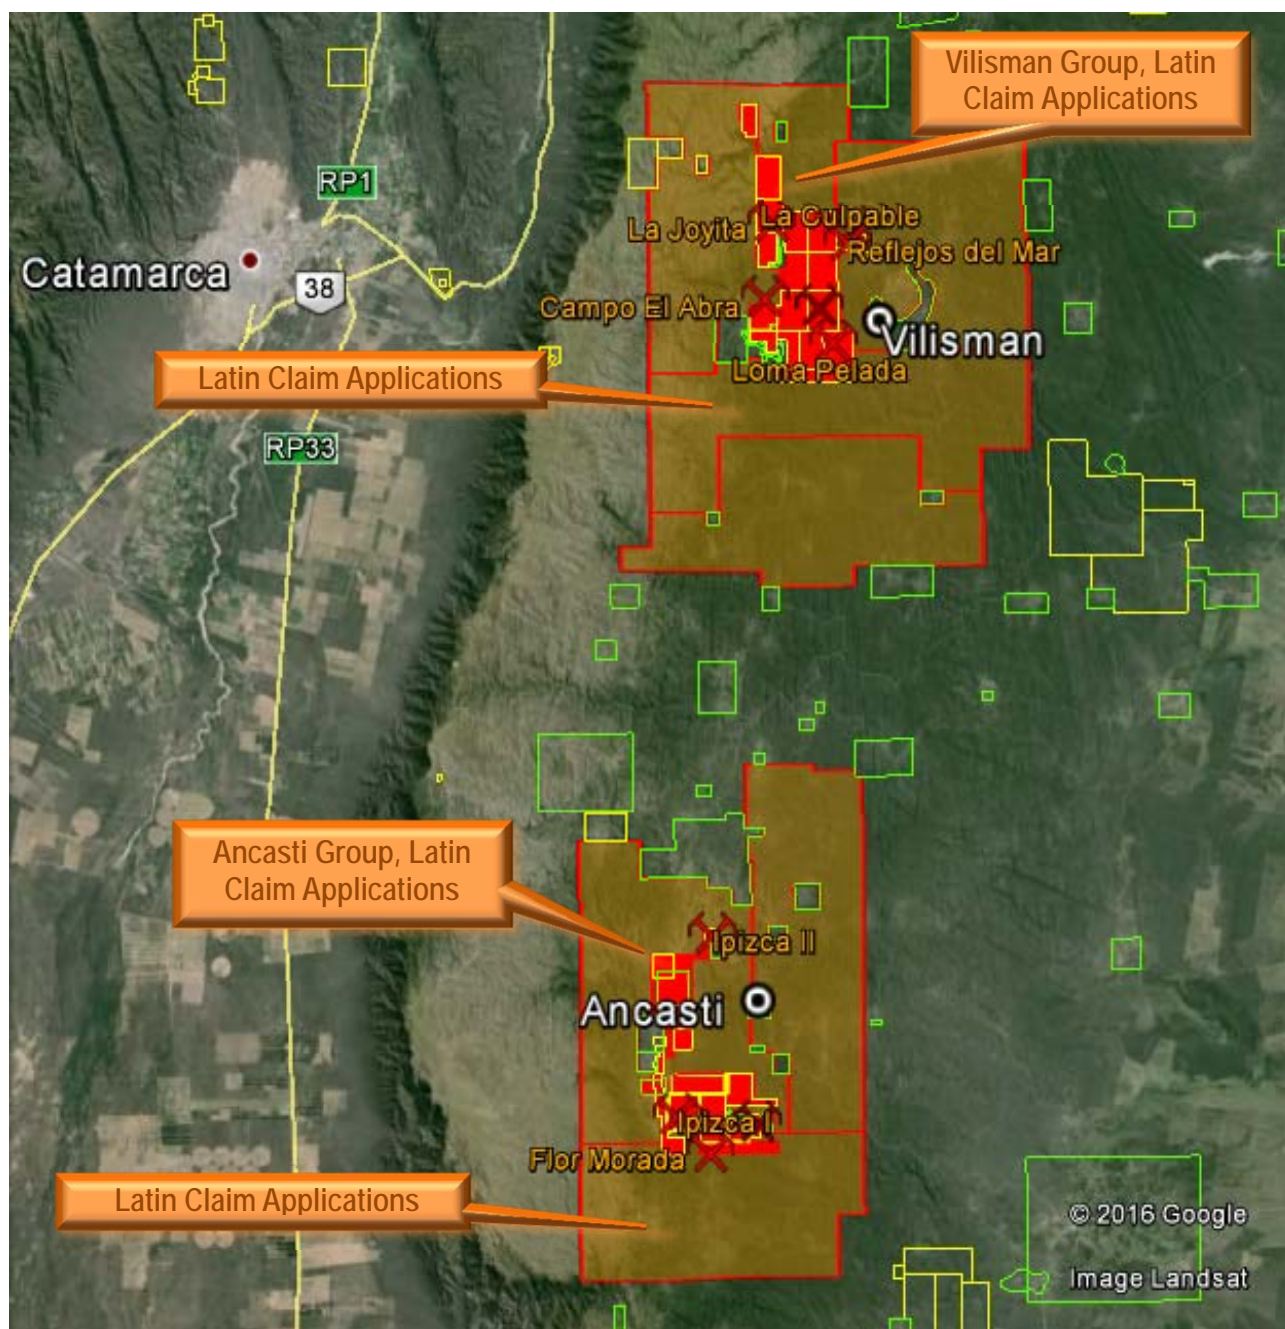 Vilisman Group, Latin
Claim Applications
RP1
La Culpable
La Joyita
Reflejos del Mar
Catamarca
38
Campo El Abra
Vilisman
Loma Pelada
Latin Claim Applications
RP33
Ancasti Group, Latin
Claim Applications
Ipizca II
Ancasti
Ipizca I
Flor Morada
Latin Claim Applications
© 2016 Google
Image Landsat